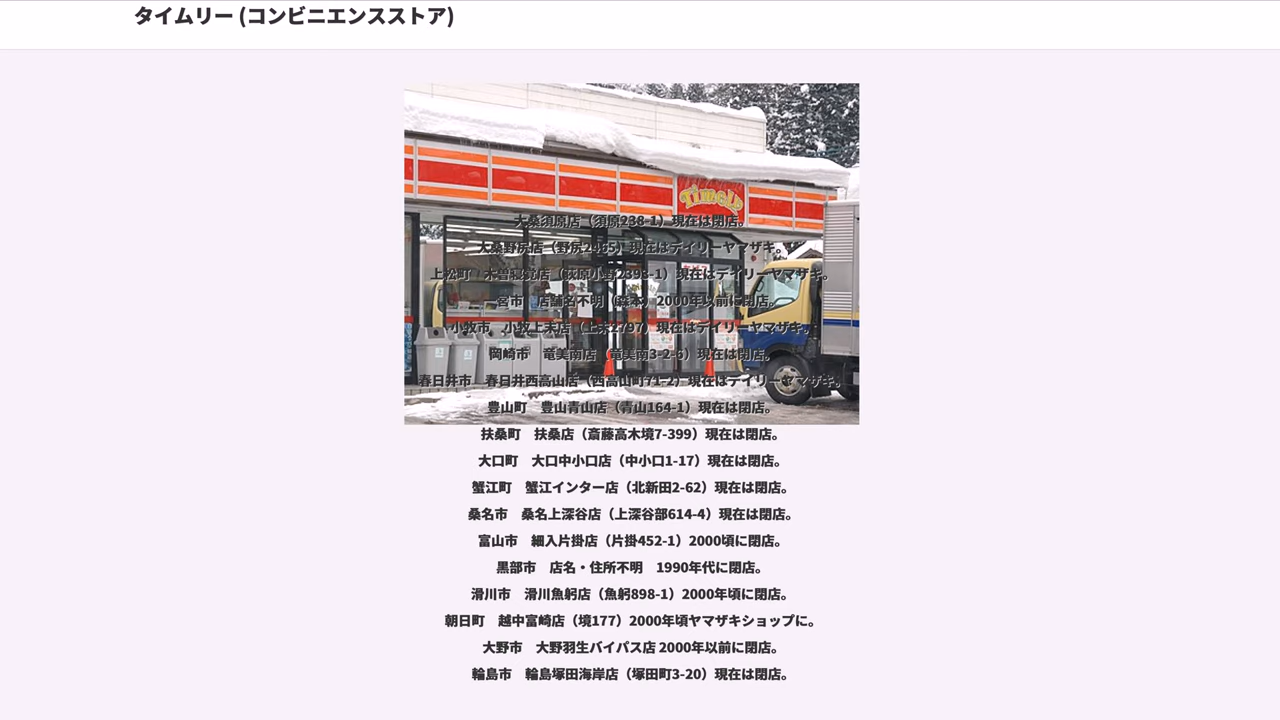 タイムリー (コンビニエンスストア)
Timely
大桑須原店（須原238-1）現在は閉店。
大桑野尻店（野尻2465）現在はデイリーヤマザキ。
上松町　木曽寝覚店（荻原小野2393-1）現在はデイリーヤマザキ。
一宮市　店舗名不明（森本）2000年以前に閉店。
小牧市　小牧上末店（上末2797）現在はデイリーヤマザキ。
岡崎市　竜美南店（竜美南3-2-6）現在は閉店。
春日井市　春日井西高山店（西高山町71-2）現在はデイリーヤマザキ。
豊山町　豊山青山店（青山164-1）現在は閉店。
扶桑町　扶桑店（斎藤高木境7-399）現在は閉店。
大口町　大口中小口店（中小口1-17）現在は閉店。
蟹江町　蟹江インター店（北新田2-62）現在は閉店。
桑名市　桑名上深谷店（上深谷部614-4）現在は閉店。
富山市　細入片掛店（片掛452-1）2000頃に閉店。
黒部市　店名・住所不明　1990年代に閉店。
滑川市　滑川魚躬店（魚躬898-1）2000年頃に閉店。
朝日町　越中富崎店（境177）2000年頃ヤマザキショップに。
大野市　大野羽生バイパス店 2000年以前に閉店。
輪島市　輪島塚田海岸店（塚田町3-20）現在は閉店。